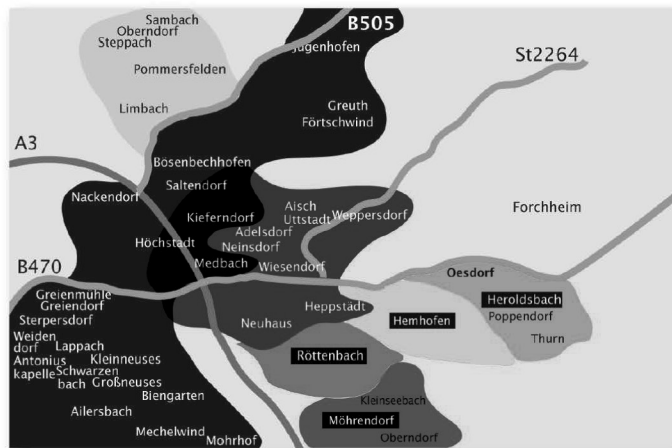 Sambach
Oberndorf
Steppach
B505
Jugenhofen
St2264
Pommersfelden
Limbach
Greuth
Förtschwind
A3
Bösenbechhofen
Nackendorf
Saltendorf
Aisch
Uttstadt
Weppersdorf
Kieferndorf
Forchheim
Adelsdorf
Höchstadt
Neinsdorf
Medbach
Wiesendorf
B470
Oesdorf
Greienmühle
Greiendorf
Heppstädt
Heroldsbach
Sterpersdorf
Neuhaus
Hemhofen
Poppendorf
Weiden
dorf
Lappach
Thurn
Antonius
kapelle
Kleinneuses
Röttenbach
Schwarzen
bach
Großneuses
Biengarten
Kleinseebach
Ailersbach
Möhrendorf
Mechelwind
Mohrhof
Oberndorf